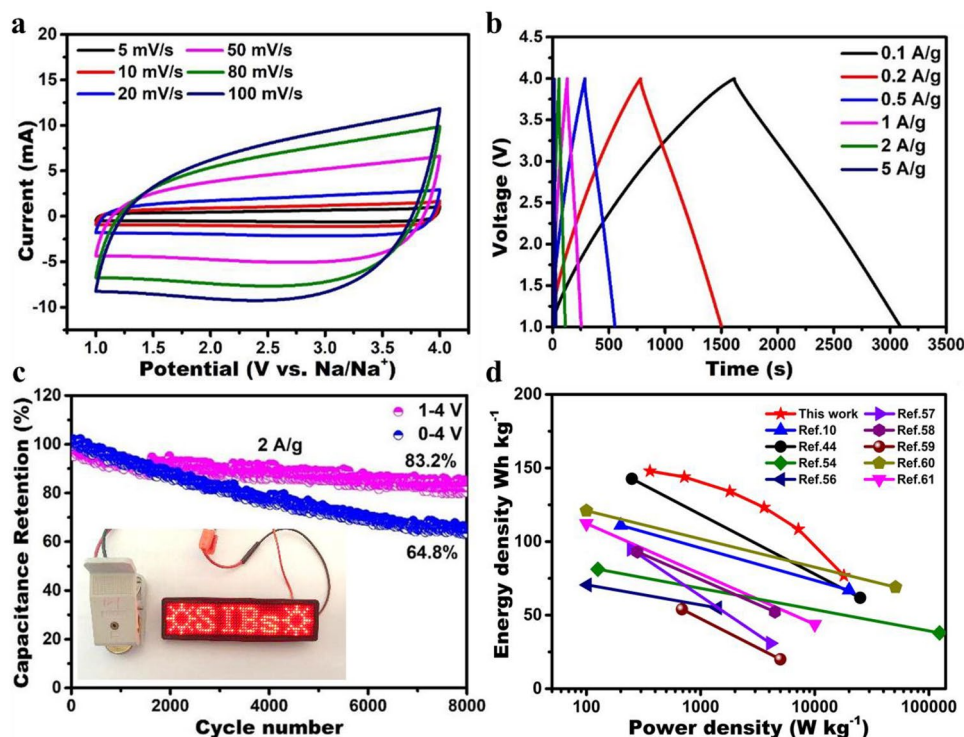 a
20
15
10
5
0
-5
-10
Current (mA)
5 mV/s
10 mV/s
20 mV/s
50 mV/s
80 mV/s
100 mV/s
1.0 1.5 2.0 2.5 3.0 3.5 4.0
Potential (V vs. Na/Na⁺)
b
4.5
4.0
3.5
3.0
2.5
2.0
1.5
1.0
Voltage (V)
0.1 A/g
0.2 A/g
0.5 A/g
1 A/g
2 A/g
5 A/g
0 500 1000 1500 2000 2500 3000 3500
Time (s)
c
120
100
80
60
40
20
0
Capacitance Retention (%)
2 A/g
1-4 V
0-4 V
83.2%
64.8%
SIBs
0 2000 4000 6000 8000
Cycle number
d
200
150
100
50
0
Energy density Wh kg⁻¹
This work
Ref.10
Ref.44
Ref.54
Ref.56
Ref.57
Ref.58
Ref.59
Ref.60
Ref.61
100 1000 10000 100000
Power density (W kg⁻¹)